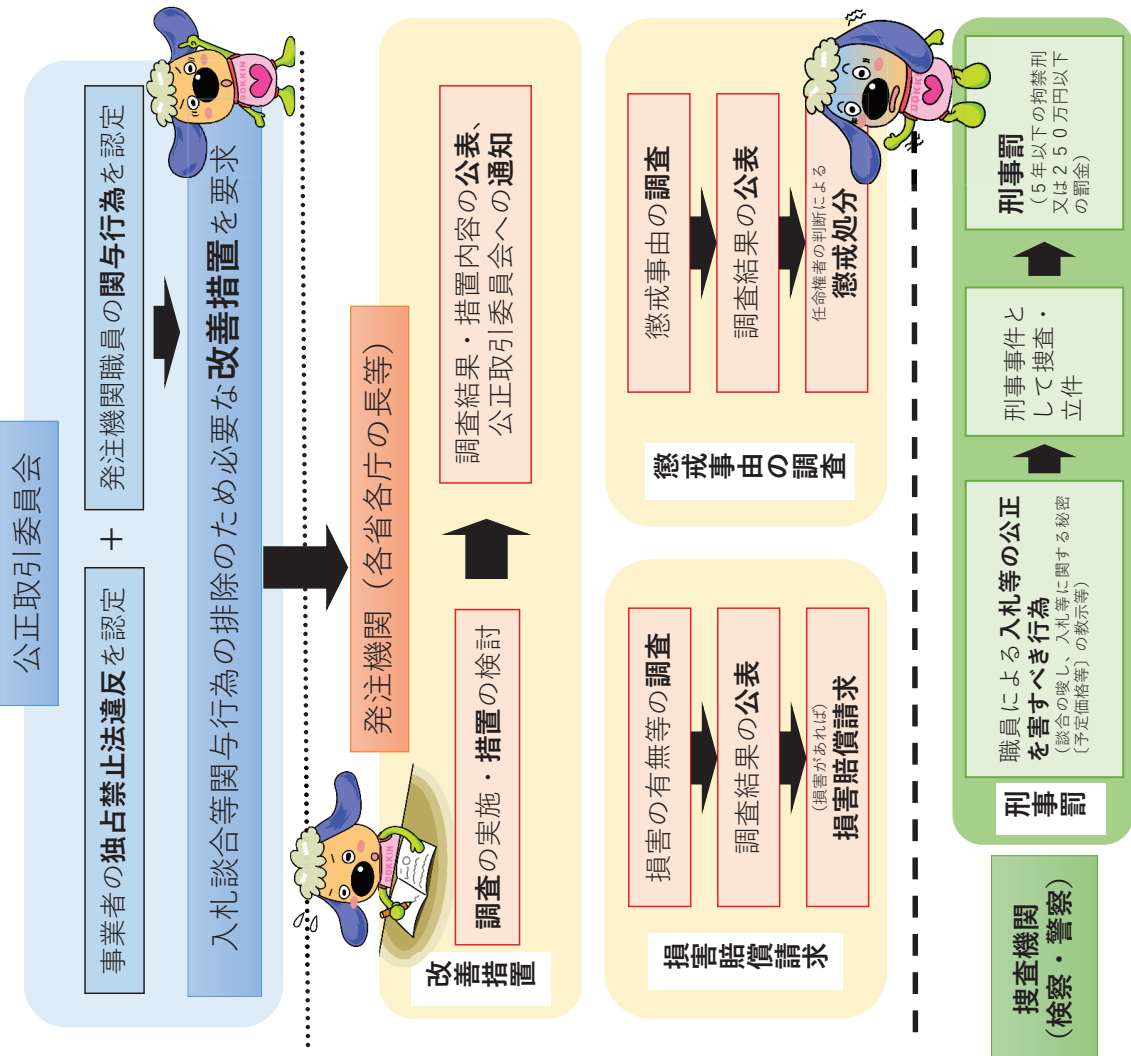 公正取引委員会
事業者の独占禁止法違反を認定
＋
発注機関職員の関与行為を認定
入札談合等関与行為の排除のため必要な改善措置を要求
DOKKIN
発注機関（各省各庁の長等）
DOKKIN
改善措置
調査の実施・措置の検討
調査結果・措置内容の公表、
公正取引委員会への通知
損害賠償請求
損害の有無等の調査
調査結果の公表
(損害があれば)
損害賠償請求
懲戒事由の調査
懲戒事由の調査
調査結果の公表
任命権者の判断による
懲戒処分
DOKKIN
捜査機関
（検察・警察）
刑事罰
職員による入札等の公正
を害すべき行為
（談合の唆し、入札等に関する秘密
〔予定価格等〕の教示等）
刑事事件と
して捜査・
立件
刑事罰
（５年以下の拘禁刑
又は２５０万円以下
の罰金）